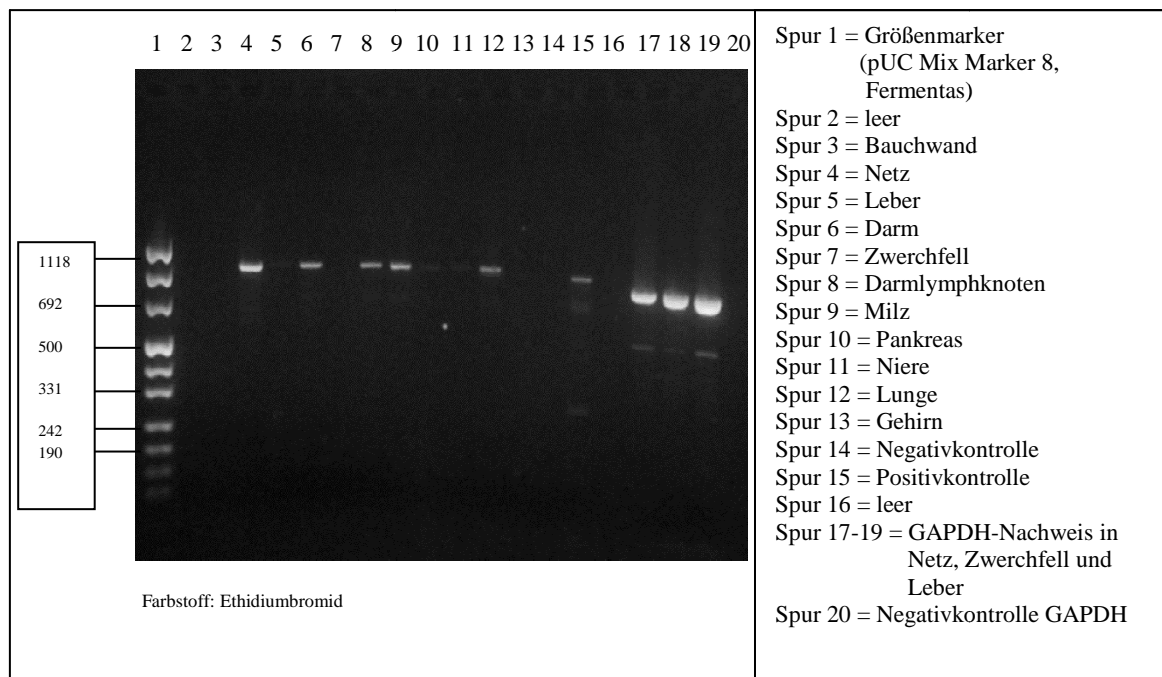 1 2 3 4 5 6 7 8 9 10 11 12 13 14 15 16 17 18 19 20
1118
692
500
331
242
190
Farbstoff: Ethidiumbromid
Spur 1 = Größenmarker
(pUC Mix Marker 8,
Fermentas)
Spur 2 = leer
Spur 3 = Bauchwand
Spur 4 = Netz
Spur 5 = Leber
Spur 6 = Darm
Spur 7 = Zwerchfell
Spur 8 = Darmlymphknoten
Spur 9 = Milz
Spur 10 = Pankreas
Spur 11 = Niere
Spur 12 = Lunge
Spur 13 = Gehirn
Spur 14 = Negativkontrolle
Spur 15 = Positivkontrolle
Spur 16 = leer
Spur 17-19 = GAPDH-Nachweis in
Netz, Zwerchfell und
Leber
Spur 20 = Negativkontrolle GAPDH